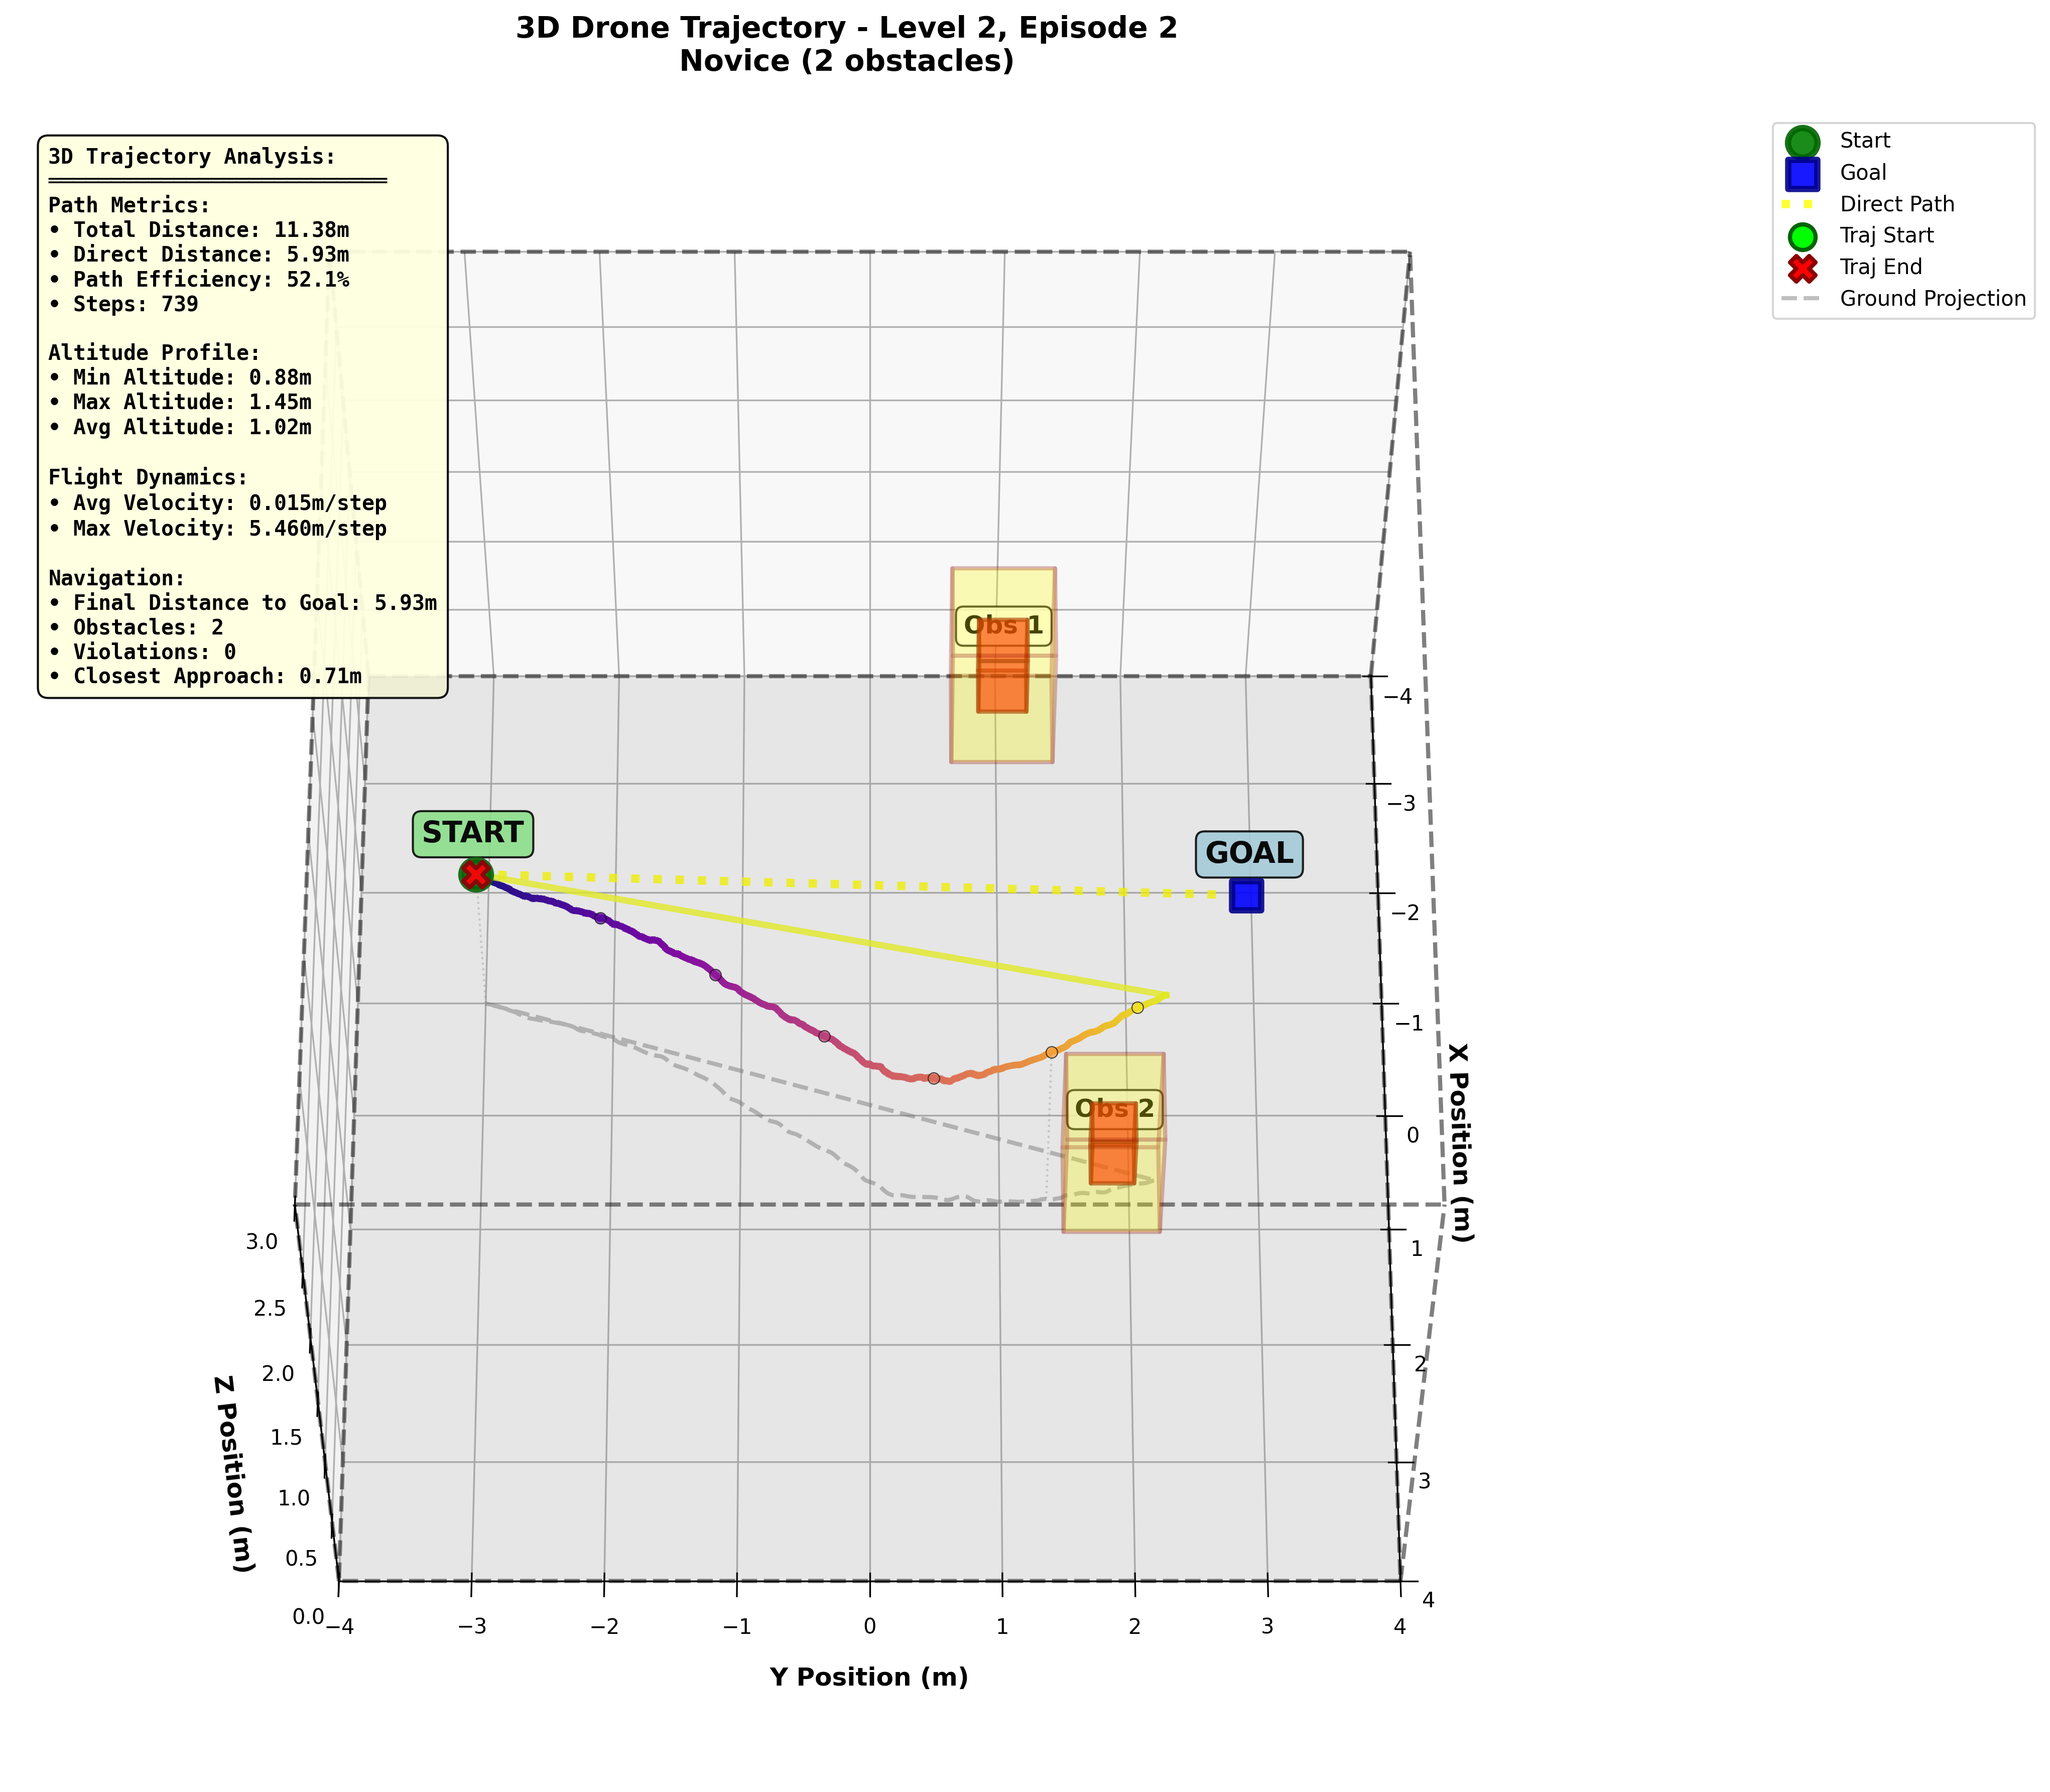 3D Drone Trajectory - Level 2, Episode 2
Novice (2 obstacles)
3D Trajectory Analysis:
Path Metrics:
• Total Distance: 11.38m
• Direct Distance: 5.93m
• Path Efficiency: 52.1%
• Steps: 739
Altitude Profile:
• Min Altitude: 0.88m
• Max Altitude: 1.45m
• Avg Altitude: 1.02m
Flight Dynamics:
• Avg Velocity: 0.015m/step
• Max Velocity: 5.460m/step
Navigation:
• Final Distance to Goal: 5.93m
• Obstacles: 2
• Violations: 0
• Closest Approach: 0.71m
Start
Goal
Direct Path
Traj Start
Traj End
Ground Projection
Obs 1
START
GOAL
Obs 2
−4
−3
−2
−1
0
1
2
3
4
X Position (m)
3.0
2.5
2.0
1.5
1.0
0.5
0.0
Z Position (m)
−4
−3
−2
−1
0
1
2
3
4
Y Position (m)